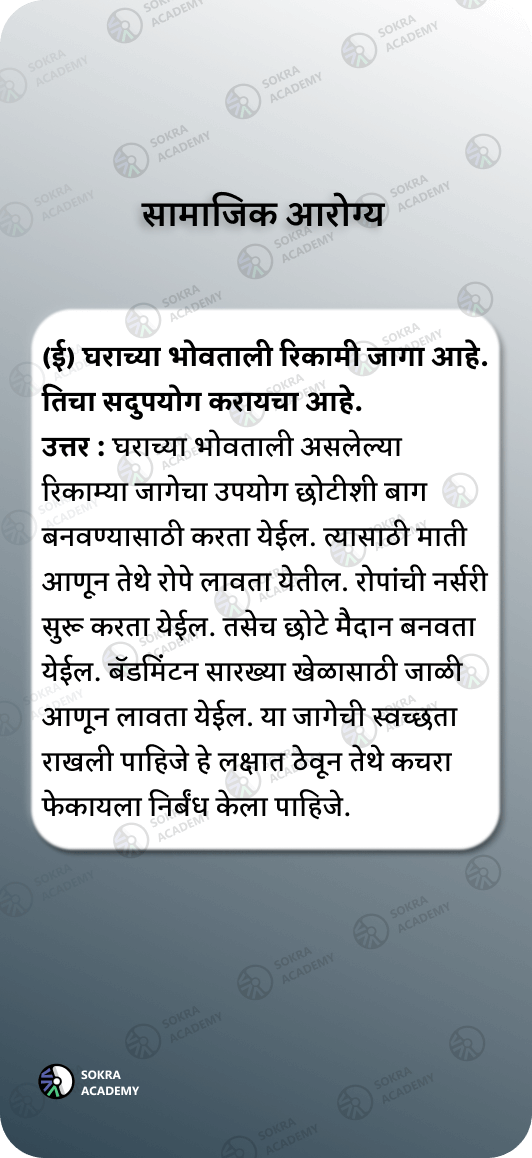 सामाजिक आरोग्य
(ई) घराच्या भोवताली रिकामी जागा आहे.
तिचा सदुपयोग करायचा आहे.
उत्तर : घराच्या भोवताली असलेल्या
रिकाम्या जागेचा उपयोग छोटीशी बाग
बनवण्यासाठी करता येईल. त्यासाठी माती
आणून तेथे रोपे लावता येतील. रोपांची नर्सरी
सुरू करता येईल. तसेच छोटे मैदान बनवता
येईल. बॅडमिंटन सारख्या खेळासाठी जाळी
आणून लावता येईल. या जागेची स्वच्छता
राखली पाहिजे हे लक्षात ठेवून तेथे कचरा
फेकायला निर्बंध केला पाहिजे.
SOKRA
ACADEMY